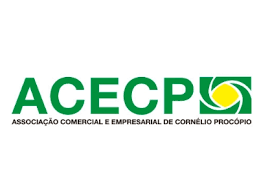 ACECP
ASSOCIAÇÃO COMERCIAL E EMPRESARIAL DE CORNÉLIO PROCÓPIO